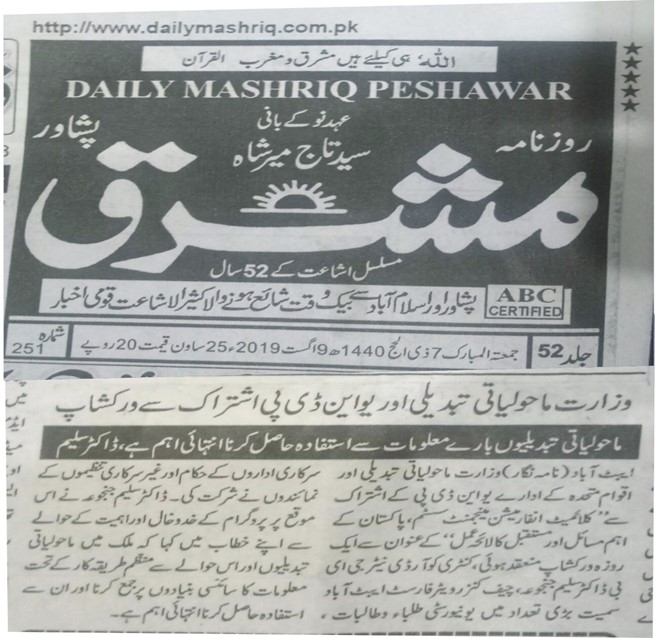 http://www.dailymashriq.com.pk
اللہ ہی کیلئے ہیں مشرق و مغرب القرآن
DAILY MASHRIQ PESHAWAR
روزنامہ
عہد نو کے بانی
سید تاج میر شاہ
پشاور
مشرق
مسلسل اشاعت کے 52 سال
ABC CERTIFIED
پشاور اور اسلام آباد سے بیک وقت شائع ہونے والا کثیر الاشاعت قومی اخبار
جلد 52 جمعتہ المبارک 7 ذی الحج 1440ھ 9 اگست 2019ء 25 ساون قیمت 20 روپے شمارہ 251
وزارت ماحولیاتی تبدیلی اور یو این ڈی پی اشتراک سے ورکشاپ
ماحولیاتی تبدیلیوں بارے معلومات سے استفادہ حاصل کرنا انتہائی اہم ہے، ڈاکٹر سلیم
ایبٹ آباد (نامہ نگار) وزارت ماحولیاتی تبدیلی اور
اقوام متحدہ کے ادارے یو این ڈی پی کے اشتراک
سے ''کلائمیٹ انفارمیشن مینجمنٹ سسٹم، پاکستان کے
اہم مسائل اور مستقبل کا لائحہ عمل'' کے عنوان سے ایک
روزہ ورکشاپ منعقد ہوئی، کنٹری کوآرڈی نیٹر جی ای
پی ڈاکٹر سلیم جنجوعہ، چیف کنزرویٹر فارسٹ ایبٹ آباد
سمیت بڑی تعداد میں یونیورسٹی طلباء و طالبات ،
سرکاری اداروں کے حکام اور غیر سرکاری تنظیموں کے
نمائندوں نے شرکت کی۔ ڈاکٹر سلیم جنجوعہ نے اس
موقع پر پروگرام کے خدوخال اور اہمیت کے حوالے
سے اپنے خطاب میں کہا کہ ملک میں ماحولیاتی
تبدیلیوں اور اس حوالے سے منظم طریقہ کار کے تحت
معلومات کا سائنسی بنیادوں پر جمع کرنا اور ان سے
استفادہ حاصل کرنا انتہائی اہم ہے۔